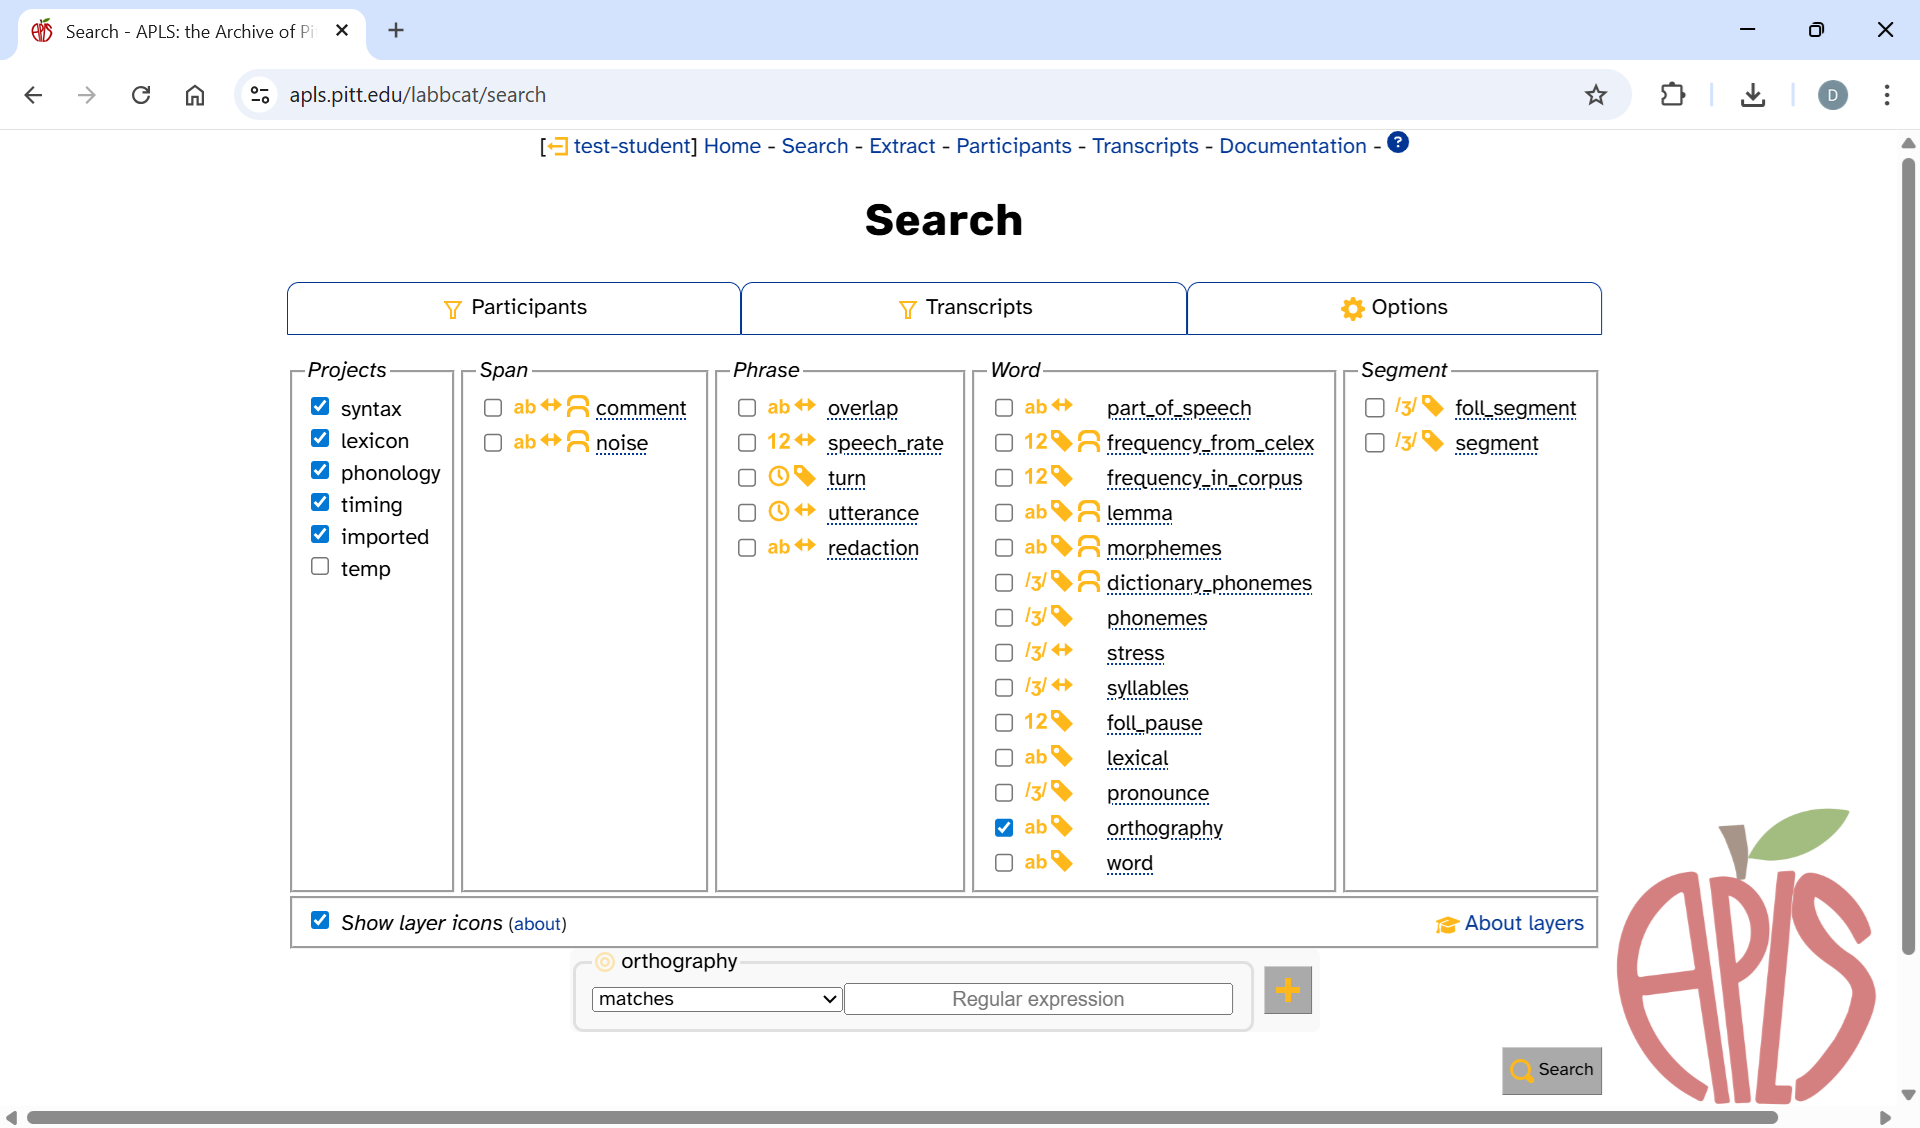 Search - APLS: the Archive of Pi
apls.pitt.edu/labbcat/search
D
[test-student] Home - Search - Extract - Participants - Transcripts - Documentation - ?
Search
Participants
Transcripts
Options
Projects
syntax
lexicon
phonology
timing
imported
temp
Span
ab comment
ab noise
Phrase
ab overlap
12 speech_rate
turn
utterance
ab redaction
Word
ab part_of_speech
12 frequency_from_celex
12 frequency_in_corpus
ab lemma
ab morphemes
/ʒ/ dictionary_phonemes
/ʒ/ phonemes
/ʒ/ stress
/ʒ/ syllables
12 foll_pause
ab lexical
/ʒ/ pronounce
ab orthography
ab word
Segment
/ʒ/ foll_segment
/ʒ/ segment
Show layer icons (about)
About layers
orthography
matches
Regular expression
Search
APLS